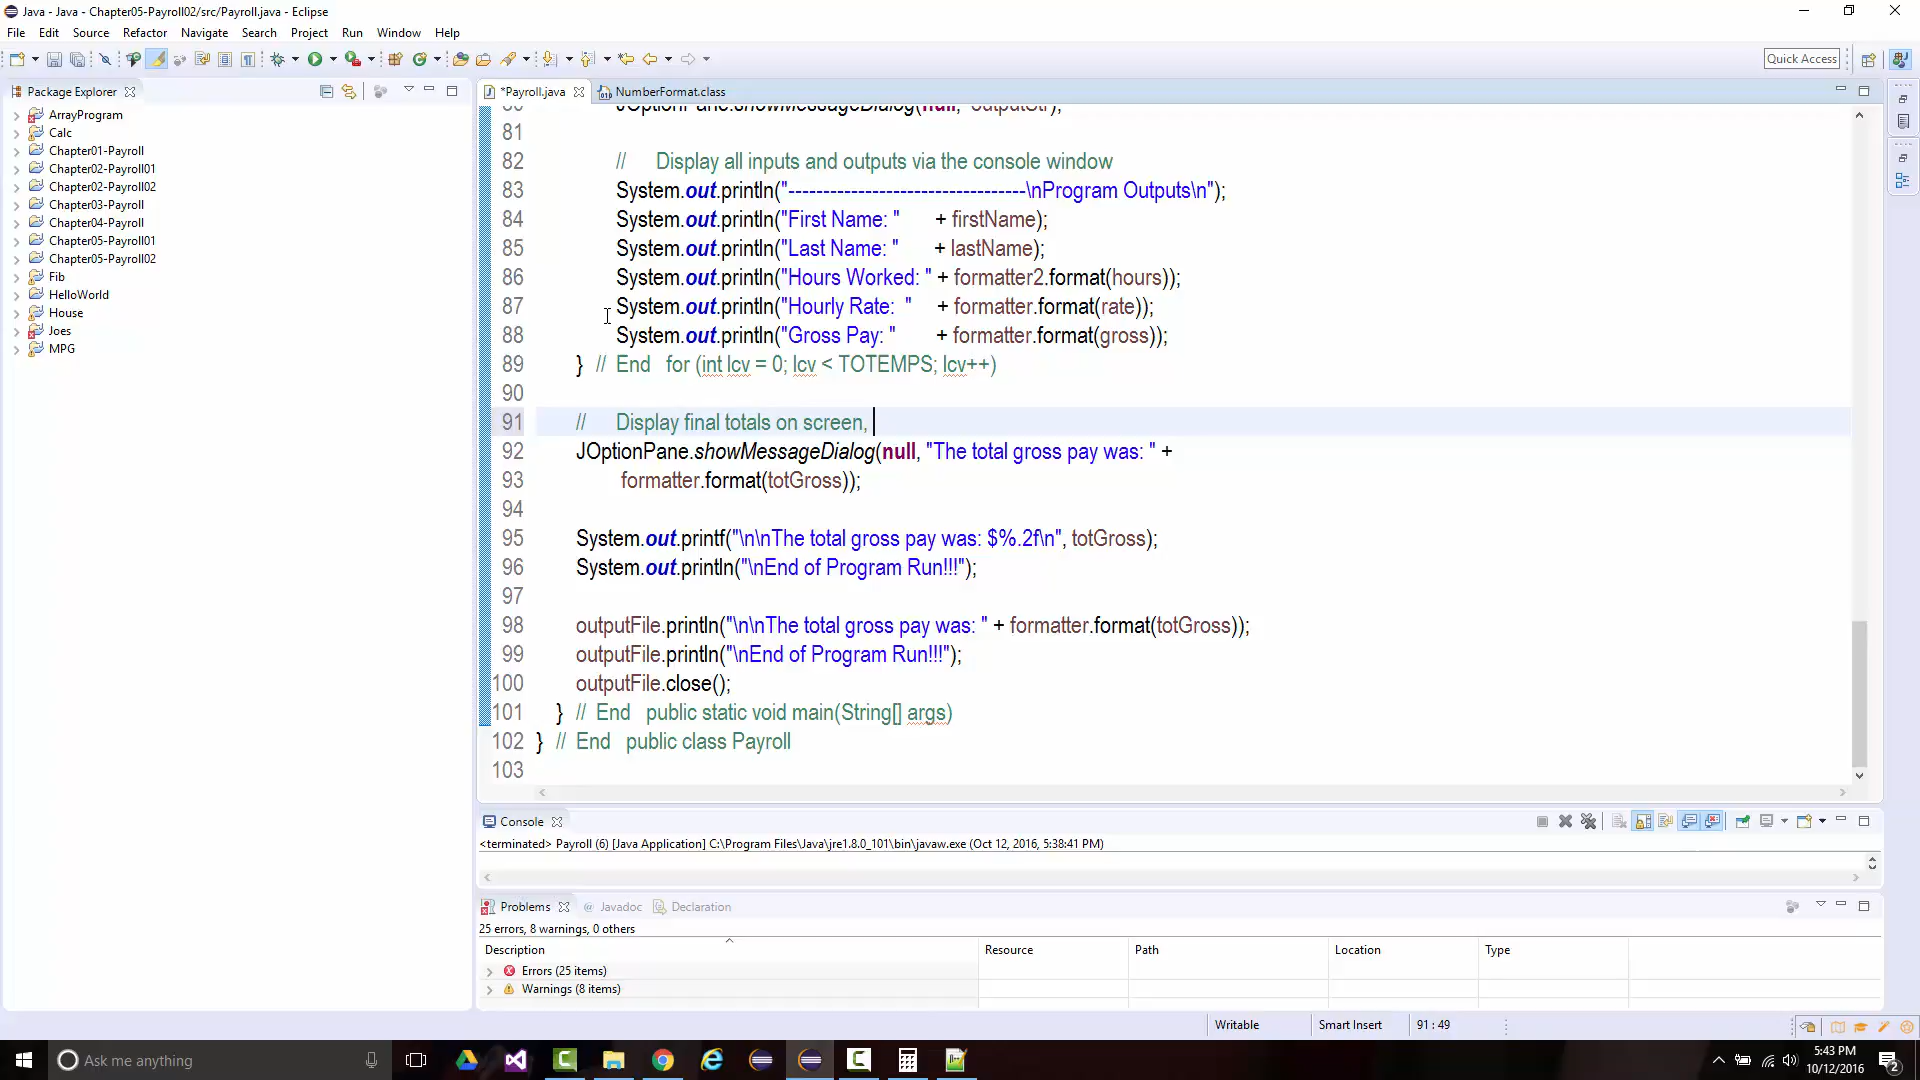 Java - Java - Chapter05-Payroll02/src/Payroll.java - Eclipse
File Edit Source Refactor Navigate Search Project Run Window Help
Quick Access
Package Explorer
*Payroll.java
NumberFormat.class
ArrayProgram
Calc
Chapter01-Payroll
Chapter02-Payroll01
Chapter02-Payroll02
Chapter03-Payroll
Chapter04-Payroll
Chapter05-Payroll01
Chapter05-Payroll02
Fib
HelloWorld
House
Joes
MPG
80 JOptionPane.showMessageDialog(null, outputStr);
81
82 // Display all inputs and outputs via the console window
83 System.out.println("----------------------------------\nProgram Outputs\n");
84 System.out.println("First Name: " + firstName);
85 System.out.println("Last Name: " + lastName);
86 System.out.println("Hours Worked: " + formatter2.format(hours));
87 System.out.println("Hourly Rate: " + formatter.format(rate));
88 System.out.println("Gross Pay: " + formatter.format(gross));
89 } // End for (int lcv = 0; lcv < TOTEMPS; lcv++)
90
91 // Display final totals on screen,
92 JOptionPane.showMessageDialog(null, "The total gross pay was: " +
93 formatter.format(totGross));
94
95 System.out.printf("\n\nThe total gross pay was: $%.2f\n", totGross);
96 System.out.println("\nEnd of Program Run!!!");
97
98 outputFile.println("\n\nThe total gross pay was: " + formatter.format(totGross));
99 outputFile.println("\nEnd of Program Run!!!");
100 outputFile.close();
101 } // End public static void main(String[] args)
102 } // End public class Payroll
103
Console
<terminated> Payroll (6) [Java Application] C:\Program Files\Java\jre1.8.0_101\bin\javaw.exe (Oct 12, 2016, 5:38:41 PM)
Problems @ Javadoc Declaration
25 errors, 8 warnings, 0 others
Description Resource Path Location Type
Errors (25 items)
Warnings (8 items)
Writable Smart Insert 91 : 49
Ask me anything
5:43 PM
10/12/2016
2